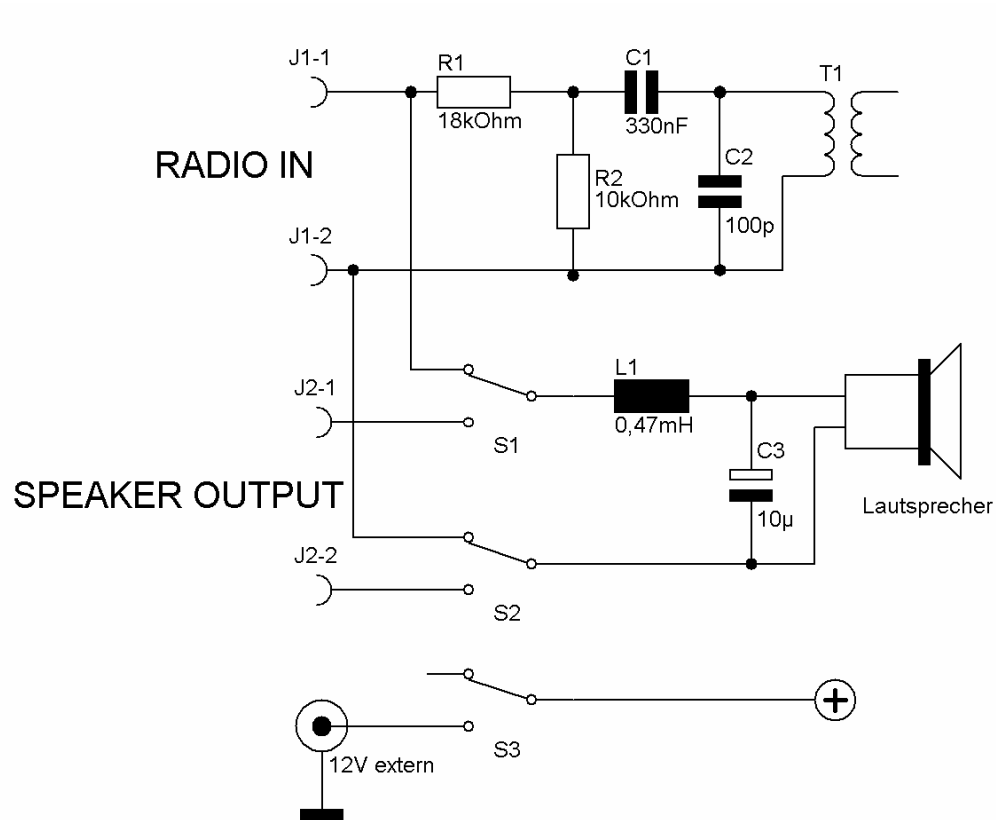 J1-1
R1
18kOhm
C1
330nF
T1
RADIO IN
R2
10kOhm
C2
100p
J1-2
J2-1
S1
L1
0,47mH
C3
10µ
SPEAKER OUTPUT
Lautsprecher
J2-2
S2
S3
12V extern